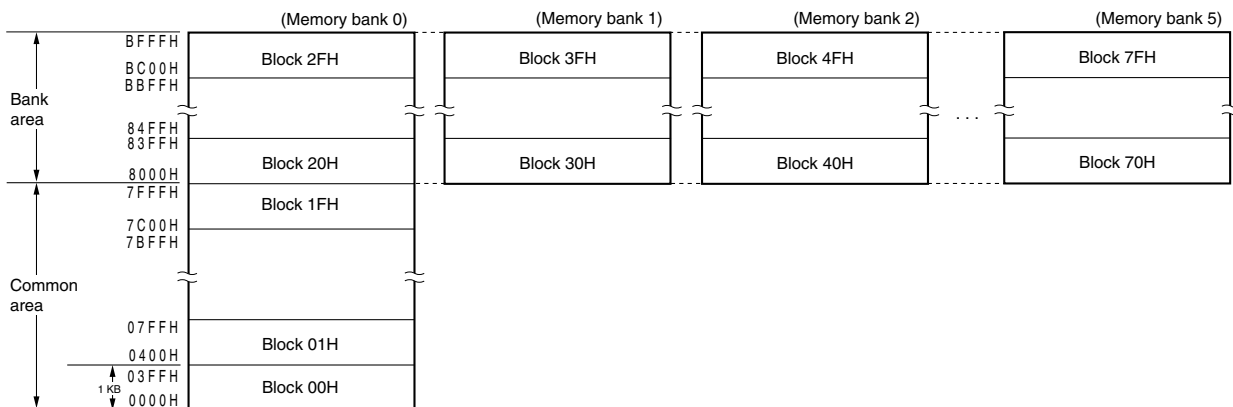 (Memory bank 0) (Memory bank 1) (Memory bank 2) (Memory bank 5)
BFFFH
Block 2FH Block 3FH Block 4FH Block 7FH
BC00H
BBFFH
Bank
area
. . .
84FFH
83FFH
Block 20H Block 30H Block 40H Block 70H
8000H
7FFFH
Block 1FH
7C00H
7BFFH
Common
area
07FFH
Block 01H
0400H
03FFH
1 KB
Block 00H
0000H